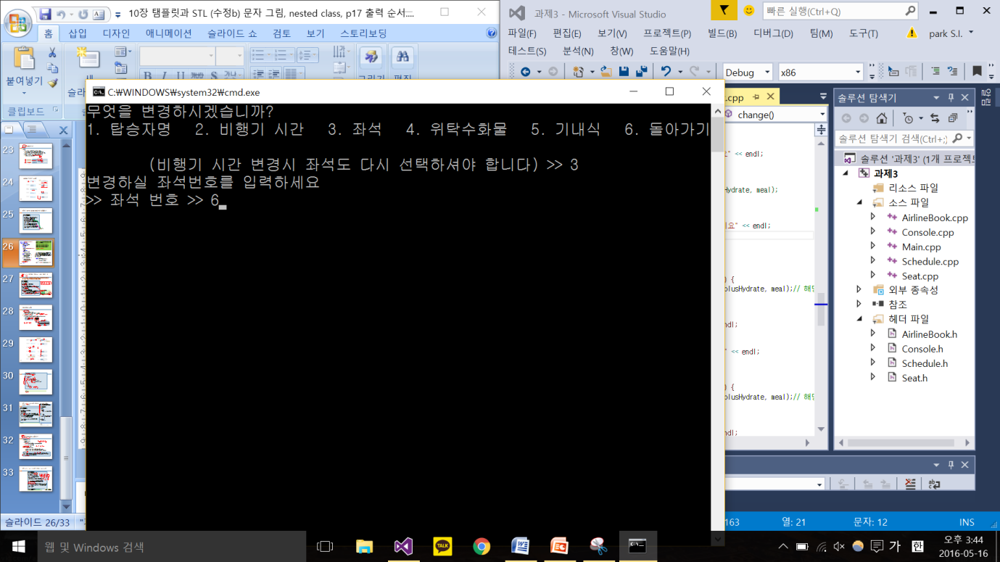 10장 탬플릿과 STL (수정b) 문자 그림, nested class, p17 출력 순서....
홈 삽입 디자인 애니메이션 슬라이드 쇼 검토 보기 스토리보딩
붙여넣기
클립보드
과제3 - Microsoft Visual Studio
빠른 실행(Ctrl+Q)
파일(F) 편집(E) 보기(V) 프로젝트(P) 빌드(B) 디버그(D) 팀(M) 도구(T) park S.I.
테스트(S) 분석(N) 창(W) 도움말(H)
Debug x86
C:₩WINDOWS₩system32₩cmd.exe
무엇을 변경하시겠습니까?
1. 탑승자명 2. 비행기 시간 3. 좌석 4. 위탁수화물 5. 기내식 6. 돌아가기
(비행기 시간 변경시 좌석도 다시 선택하셔야 합니다) >> 3
변경하실 좌석번호를 입력하세요
>> 좌석 번호 >> 6
.cpp
change()
" << endl;
Hydrate, meal);
요" << endl;
) {
plusHydrate, meal);// 해당
ndl;
" << endl;
) {
plusHydrate, meal);// 해당
ndl;
솔루션 탐색기
솔루션 탐색기 검색(Ctrl+;)
솔루션 '과제3' (1개 프로젝트
과제3
리소스 파일
소스 파일
AirlineBook.cpp
Console.cpp
Main.cpp
Schedule.cpp
Seat.cpp
외부 종속성
참조
헤더 파일
AirlineBook.h
Console.h
Schedule.h
Seat.h
알림
23
24
25
26
27
28
29
30
31
32
33
슬라이드 26/33
163 열: 21 문자: 12 INS
웹 및 Windows 검색
TALK
가 한
오후 3:44
2016-05-16